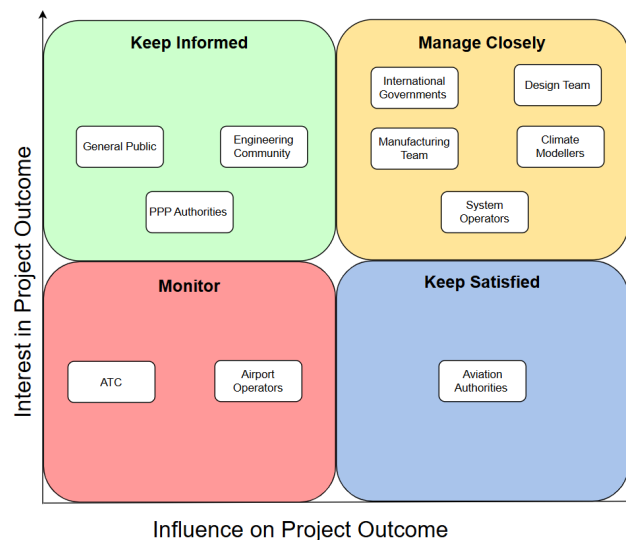 Keep Informed
Manage Closely
International
Governments
Design Team
General Public
Engineering
Community
Manufacturing
Team
Climate
Modellers
PPP Authorities
System
Operators
Interest in Project Outcome
Monitor
Keep Satisfied
ATC
Airport
Operators
Aviation
Authorities
Influence on Project Outcome